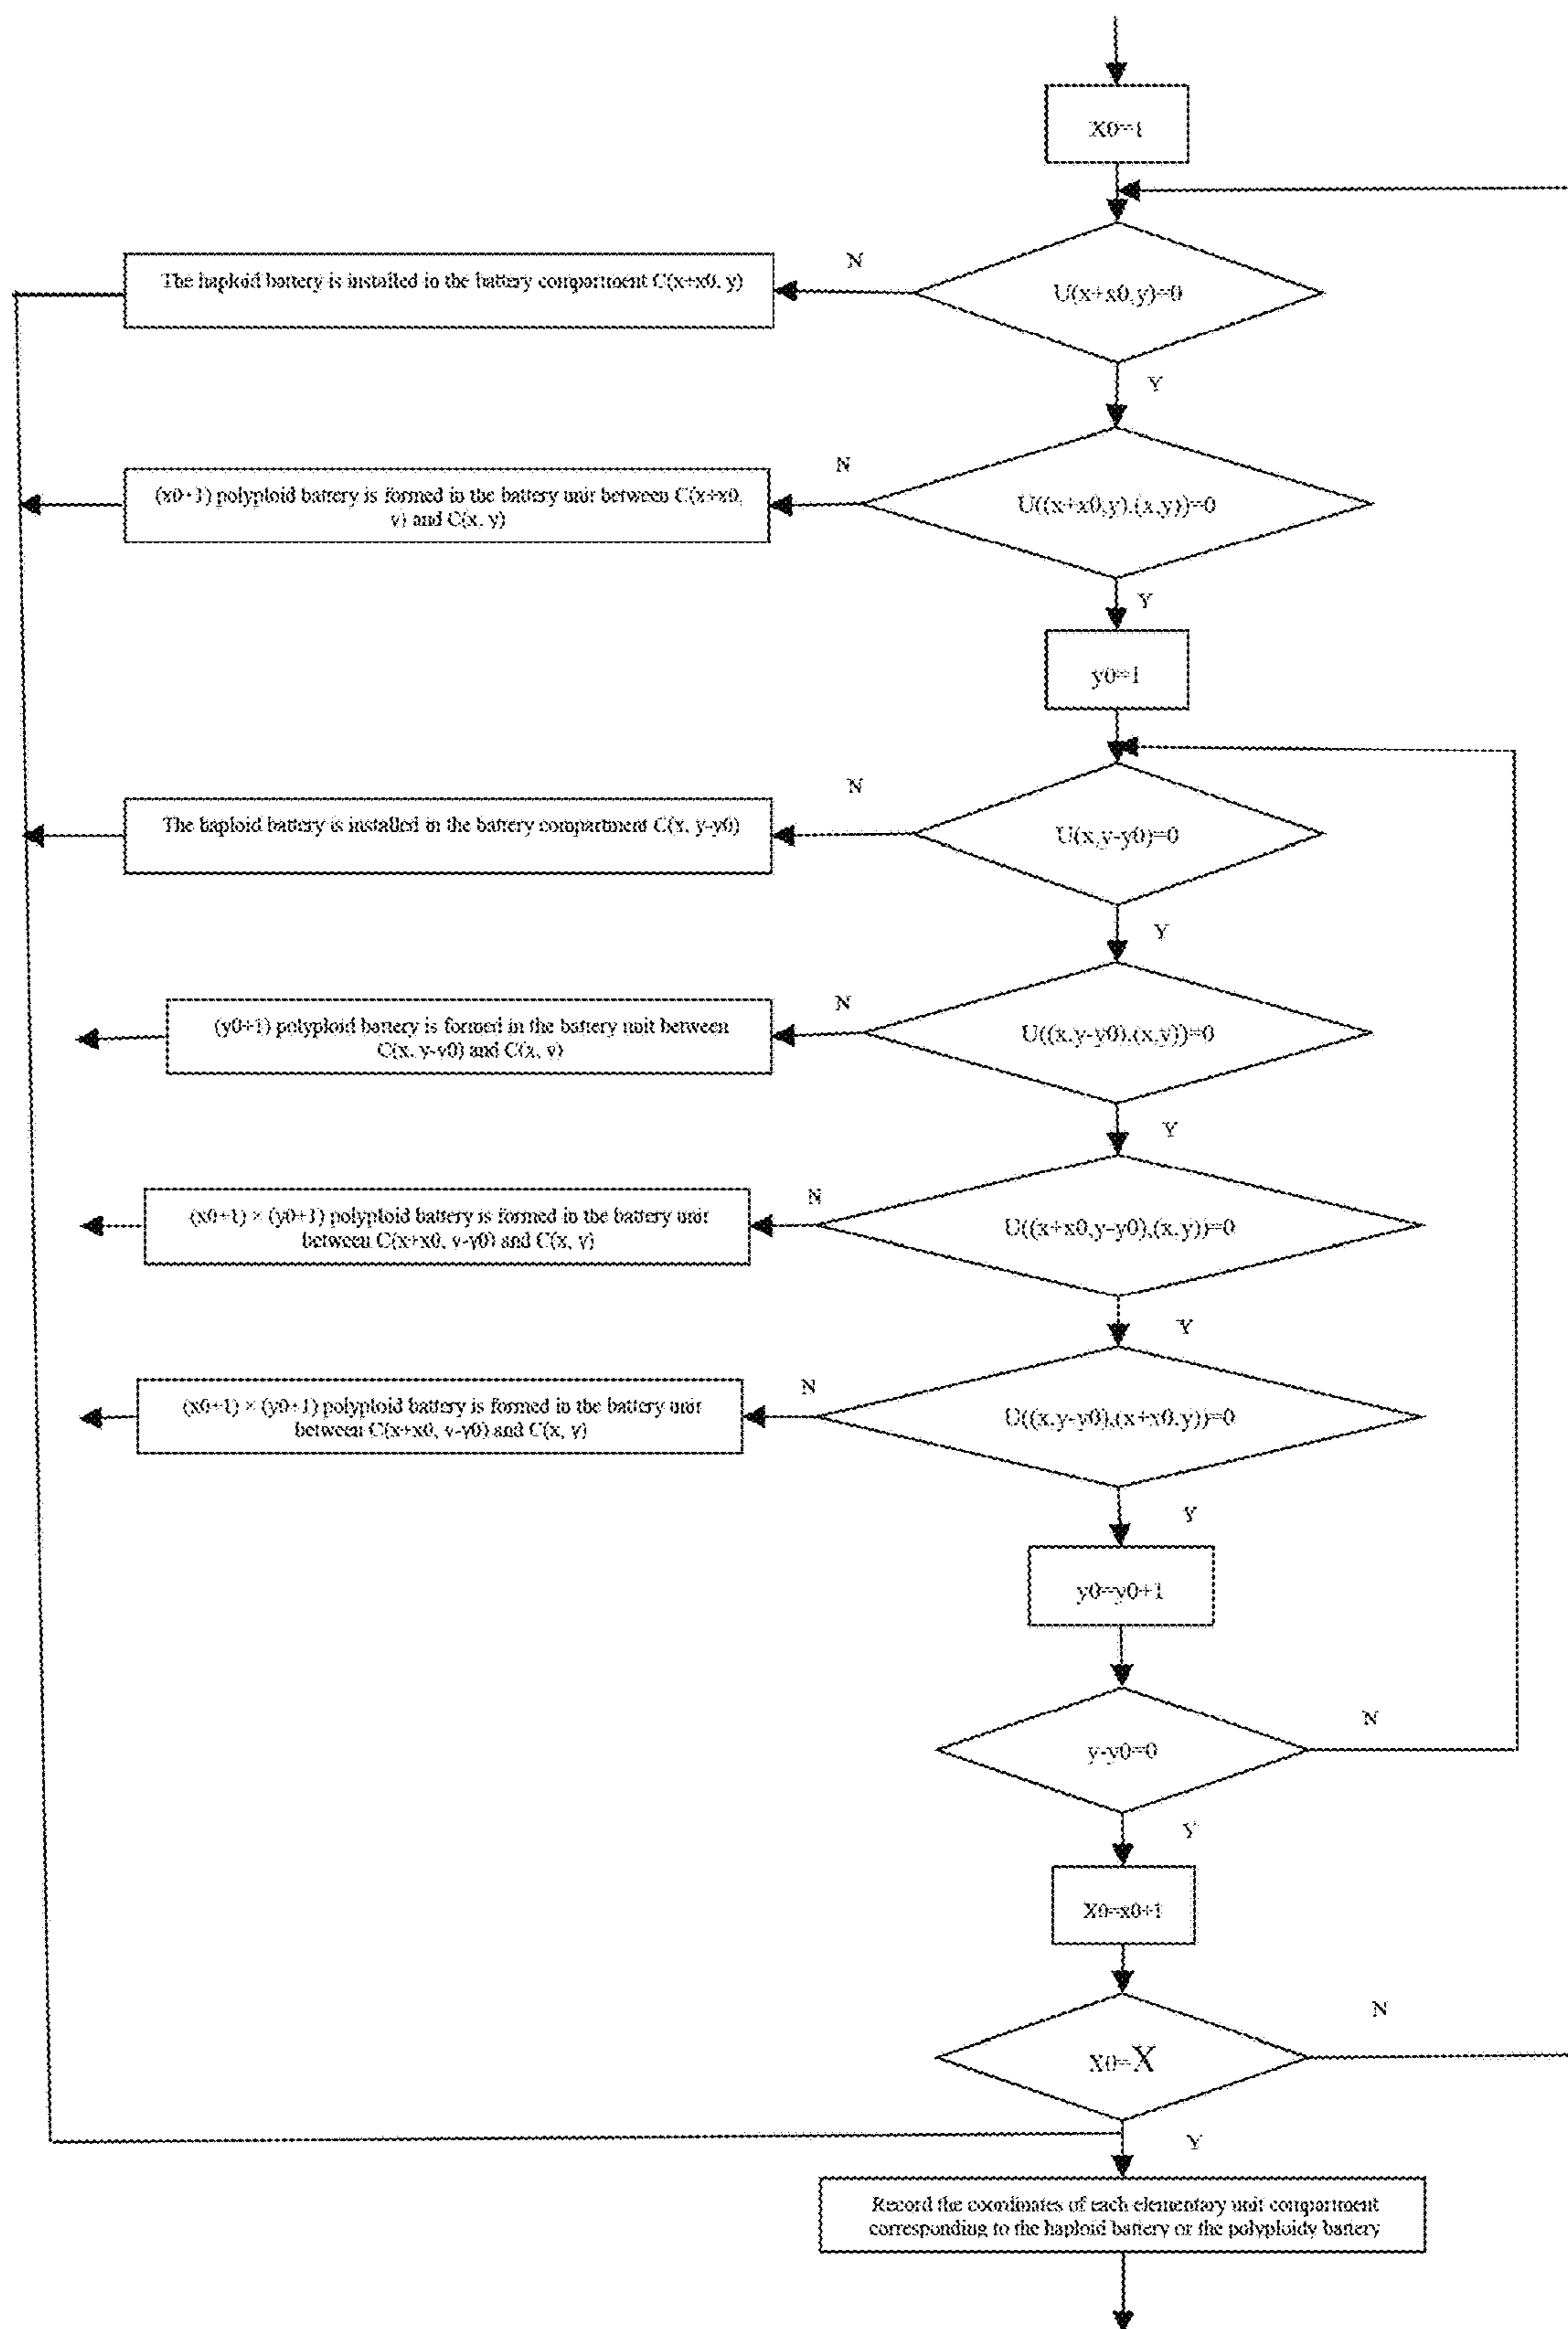 X0=1
N
The haploid battery is installed in the battery compartment C(x+x0, y)
U(x+x0,y)=0
Y
N
(x0+1) polyploid battery is formed in the battery unit between C(x+x0,
y) and C(x, y)
U((x+x0,y),(x,y))=0
Y
y0=1
N
The haploid battery is installed in the battery compartment C(x, y-y0)
U(x,y-y0)=0
Y
N
(y0+1) polyploid battery is formed in the battery unit between
C(x, y-y0) and C(x, y)
U((x,y-y0),(x,y))=0
Y
N
(x0+1) × (y0+1) polyploid battery is formed in the battery unit
between C(x+x0, y-y0) and C(x, y)
U((x+x0,y-y0),(x,y))=0
Y
N
(x0+1) × (y0+1) polyploid battery is formed in the battery unit
between C(x+x0, y-y0) and C(x, y)
U((x,y-y0),(x+x0,y))=0
Y
y0=y0+1
N
y-y0=0
Y
X0=x0+1
N
X0=X
Y
Record the coordinates of each elementary unit compartment
corresponding to the haploid battery or the polyploidy battery